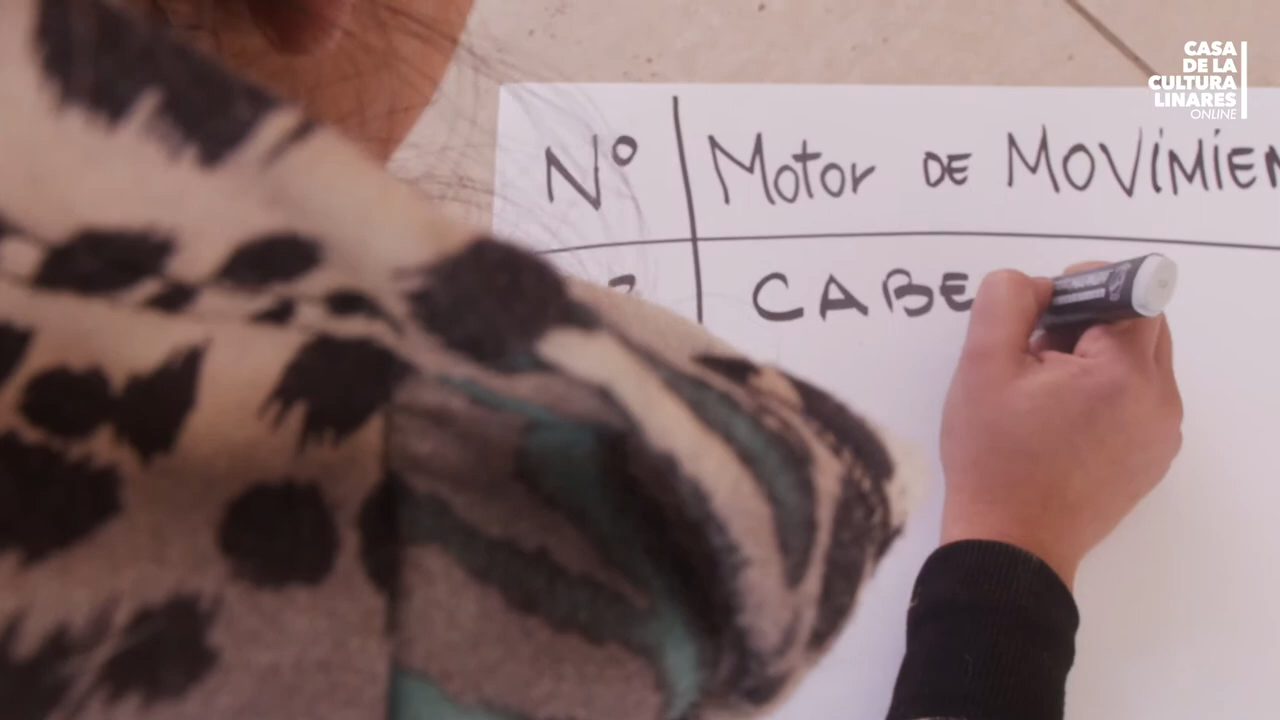 CASA
DE LA
CULTURA
LINARES
ONLINE
Nº Motor DE MOVIMIEN
CABE